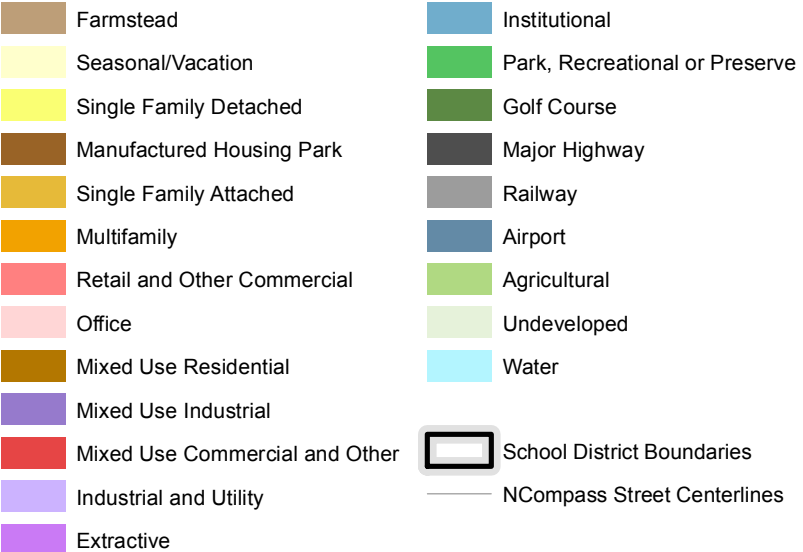 Farmstead
Seasonal/Vacation
Single Family Detached
Manufactured Housing Park
Single Family Attached
Multifamily
Retail and Other Commercial
Office
Mixed Use Residential
Mixed Use Industrial
Mixed Use Commercial and Other
Industrial and Utility
Extractive
Institutional
Park, Recreational or Preserve
Golf Course
Major Highway
Railway
Airport
Agricultural
Undeveloped
Water
School District Boundaries
NCompass Street Centerlines